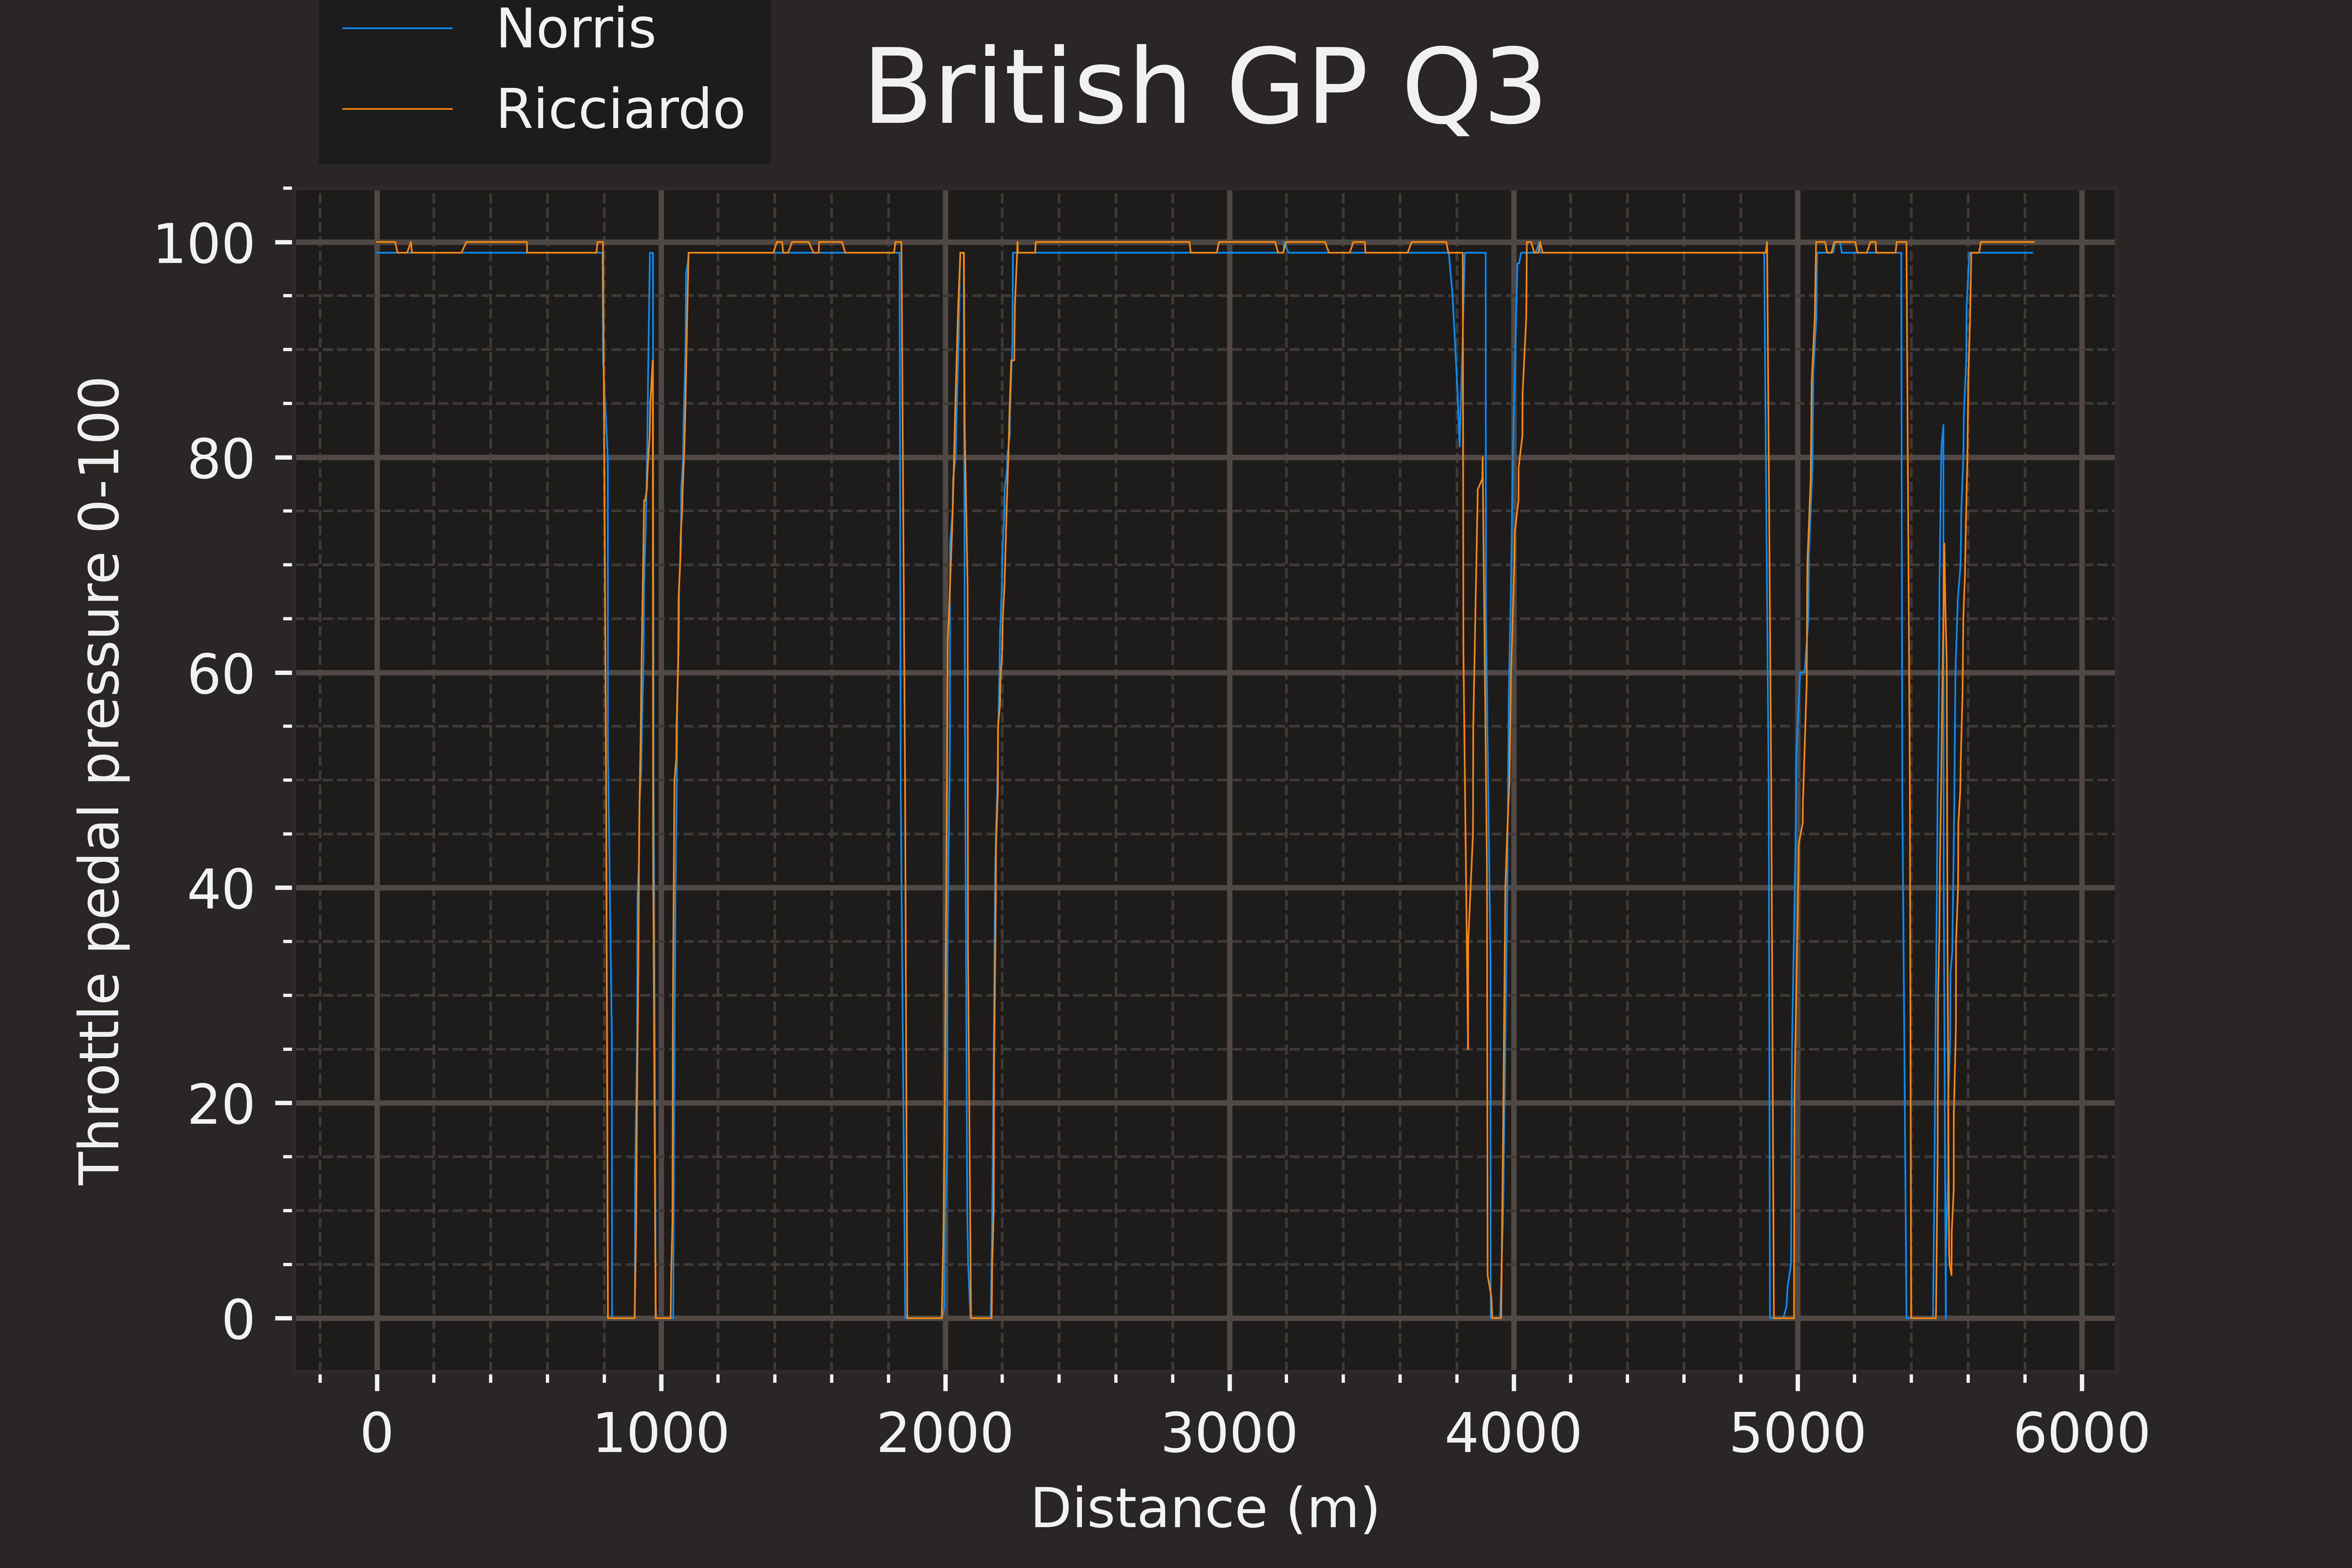 Norris
Ricciardo
British GP Q3
Throttle pedal pressure 0-100
100
80
60
40
20
0
0 1000 2000 3000 4000 5000 6000
Distance (m)